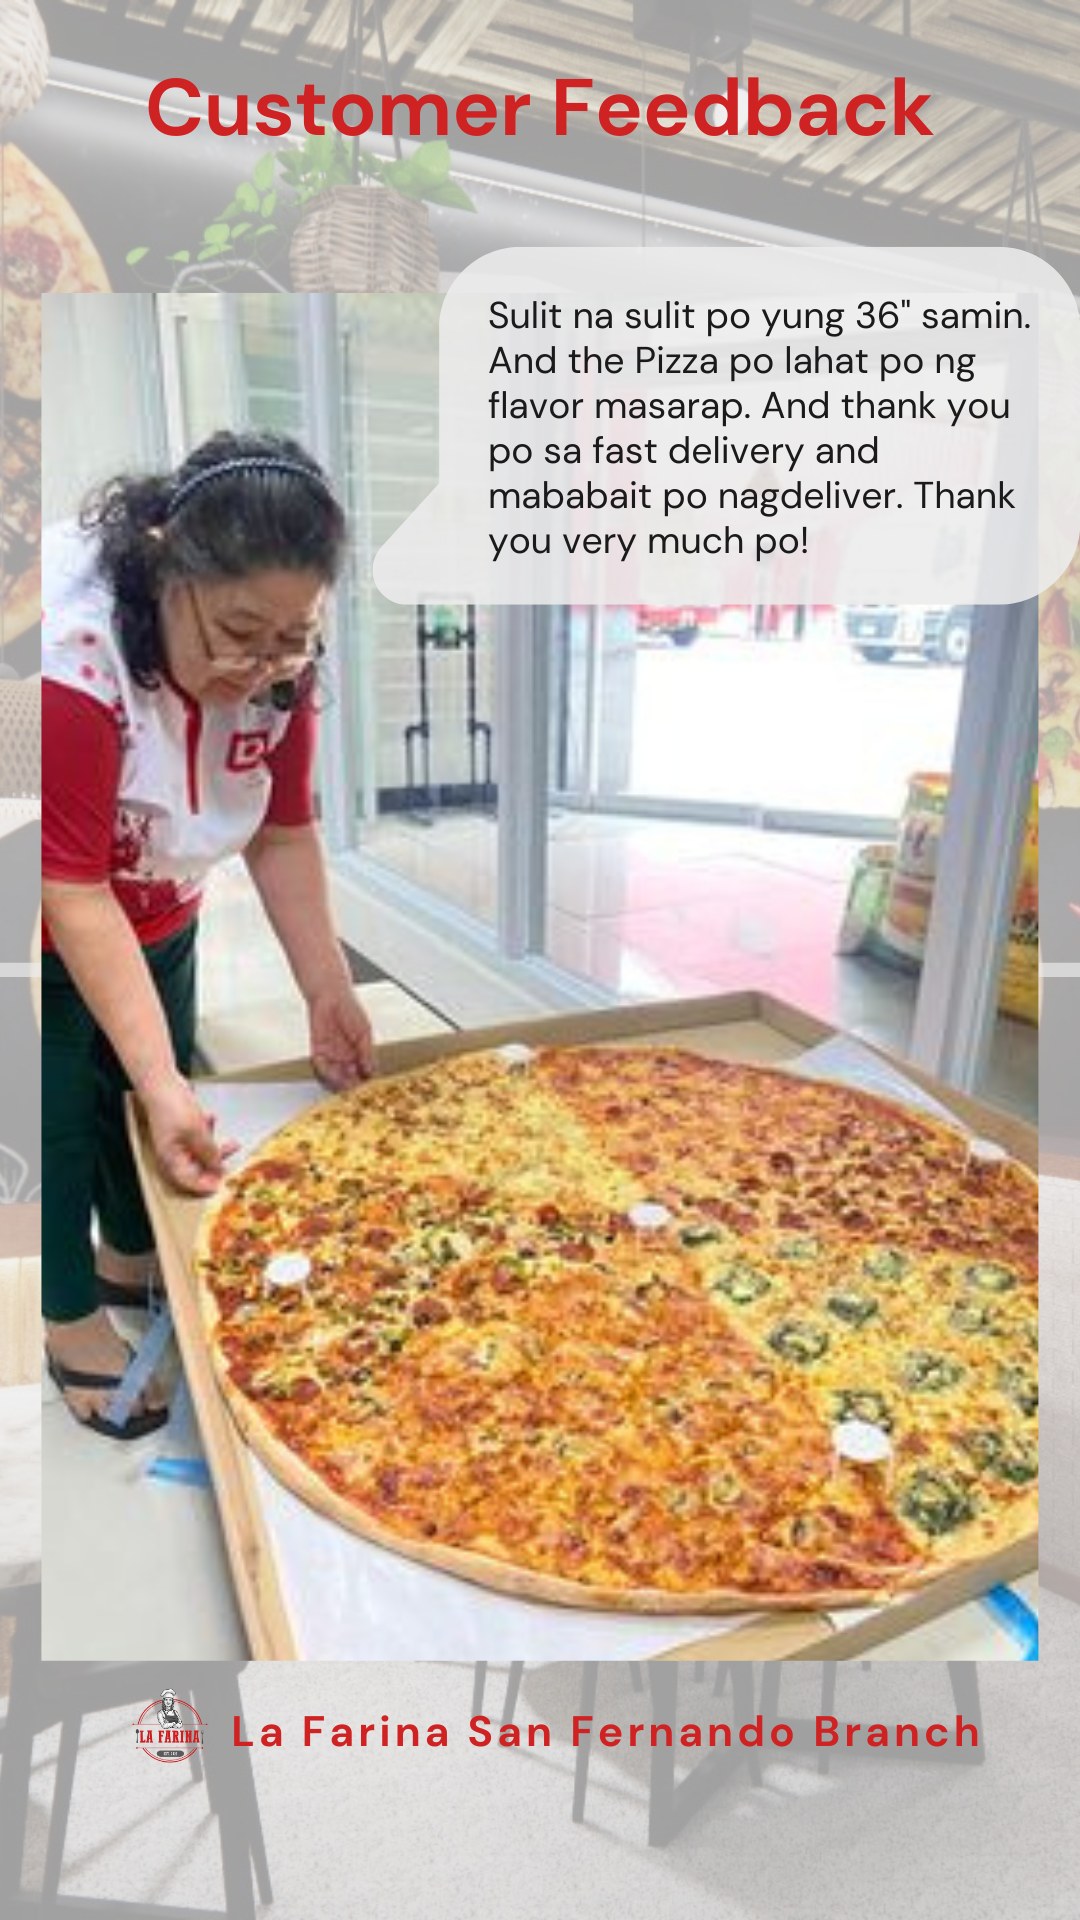 Customer Feedback
Sulit na sulit po yung 36" samin.
And the Pizza po lahat po ng
flavor masarap. And thank you
po sa fast delivery and
mababait po nagdeliver. Thank
you very much po!
LA FARINA
La Farina San Fernando Branch